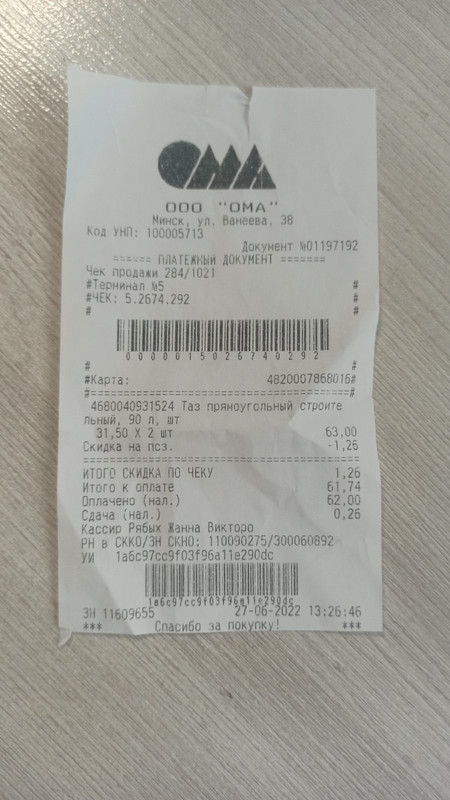 ОМА
ООО "ОМА"
Минск, ул. Ванеева, 38
Код УНП: 100005713
Документ №01197192
====== ПЛАТЕЖНЫЙ ДОКУМЕНТ =======
Чек продажи 284/1021
#Терминал №5 #
#ЧЕК: 5.2674.292 #
# #
0000015026740292
# #
#Карта: 4820007868016#
4680040931524 Таз прямоугольный строите
льный, 90 л, шт
31,50 X 2 шт 63,00
Скидка на поз. -1,26
ИТОГО СКИДКА ПО ЧЕКУ 1,26
Итого к оплате 61,74
Оплачено (нал.) 62,00
Сдача (нал.) 0,26
Кассир Рябых Жанна Викторо
РН в СККО/ЗН СКНО: 110090275/300060892
УИ 1a6c97cc9f03f96a11e290dc
1a6c97cc9f03f96a11e290dc
ЗН 11609655 27-06-2022 13:26:46
*** Спасибо за покупку! ***